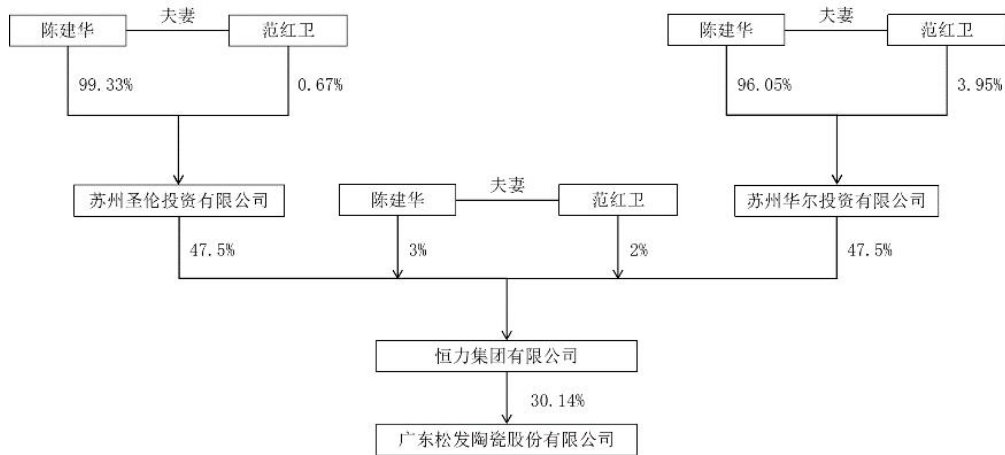 夫妻
陈建华
范红卫
99.33%
0.67%
夫妻
陈建华
范红卫
96.05%
3.95%
苏州圣伦投资有限公司
夫妻
陈建华
范红卫
苏州华尔投资有限公司
47.5%
3%
2%
47.5%
恒力集团有限公司
30.14%
广东松发陶瓷股份有限公司